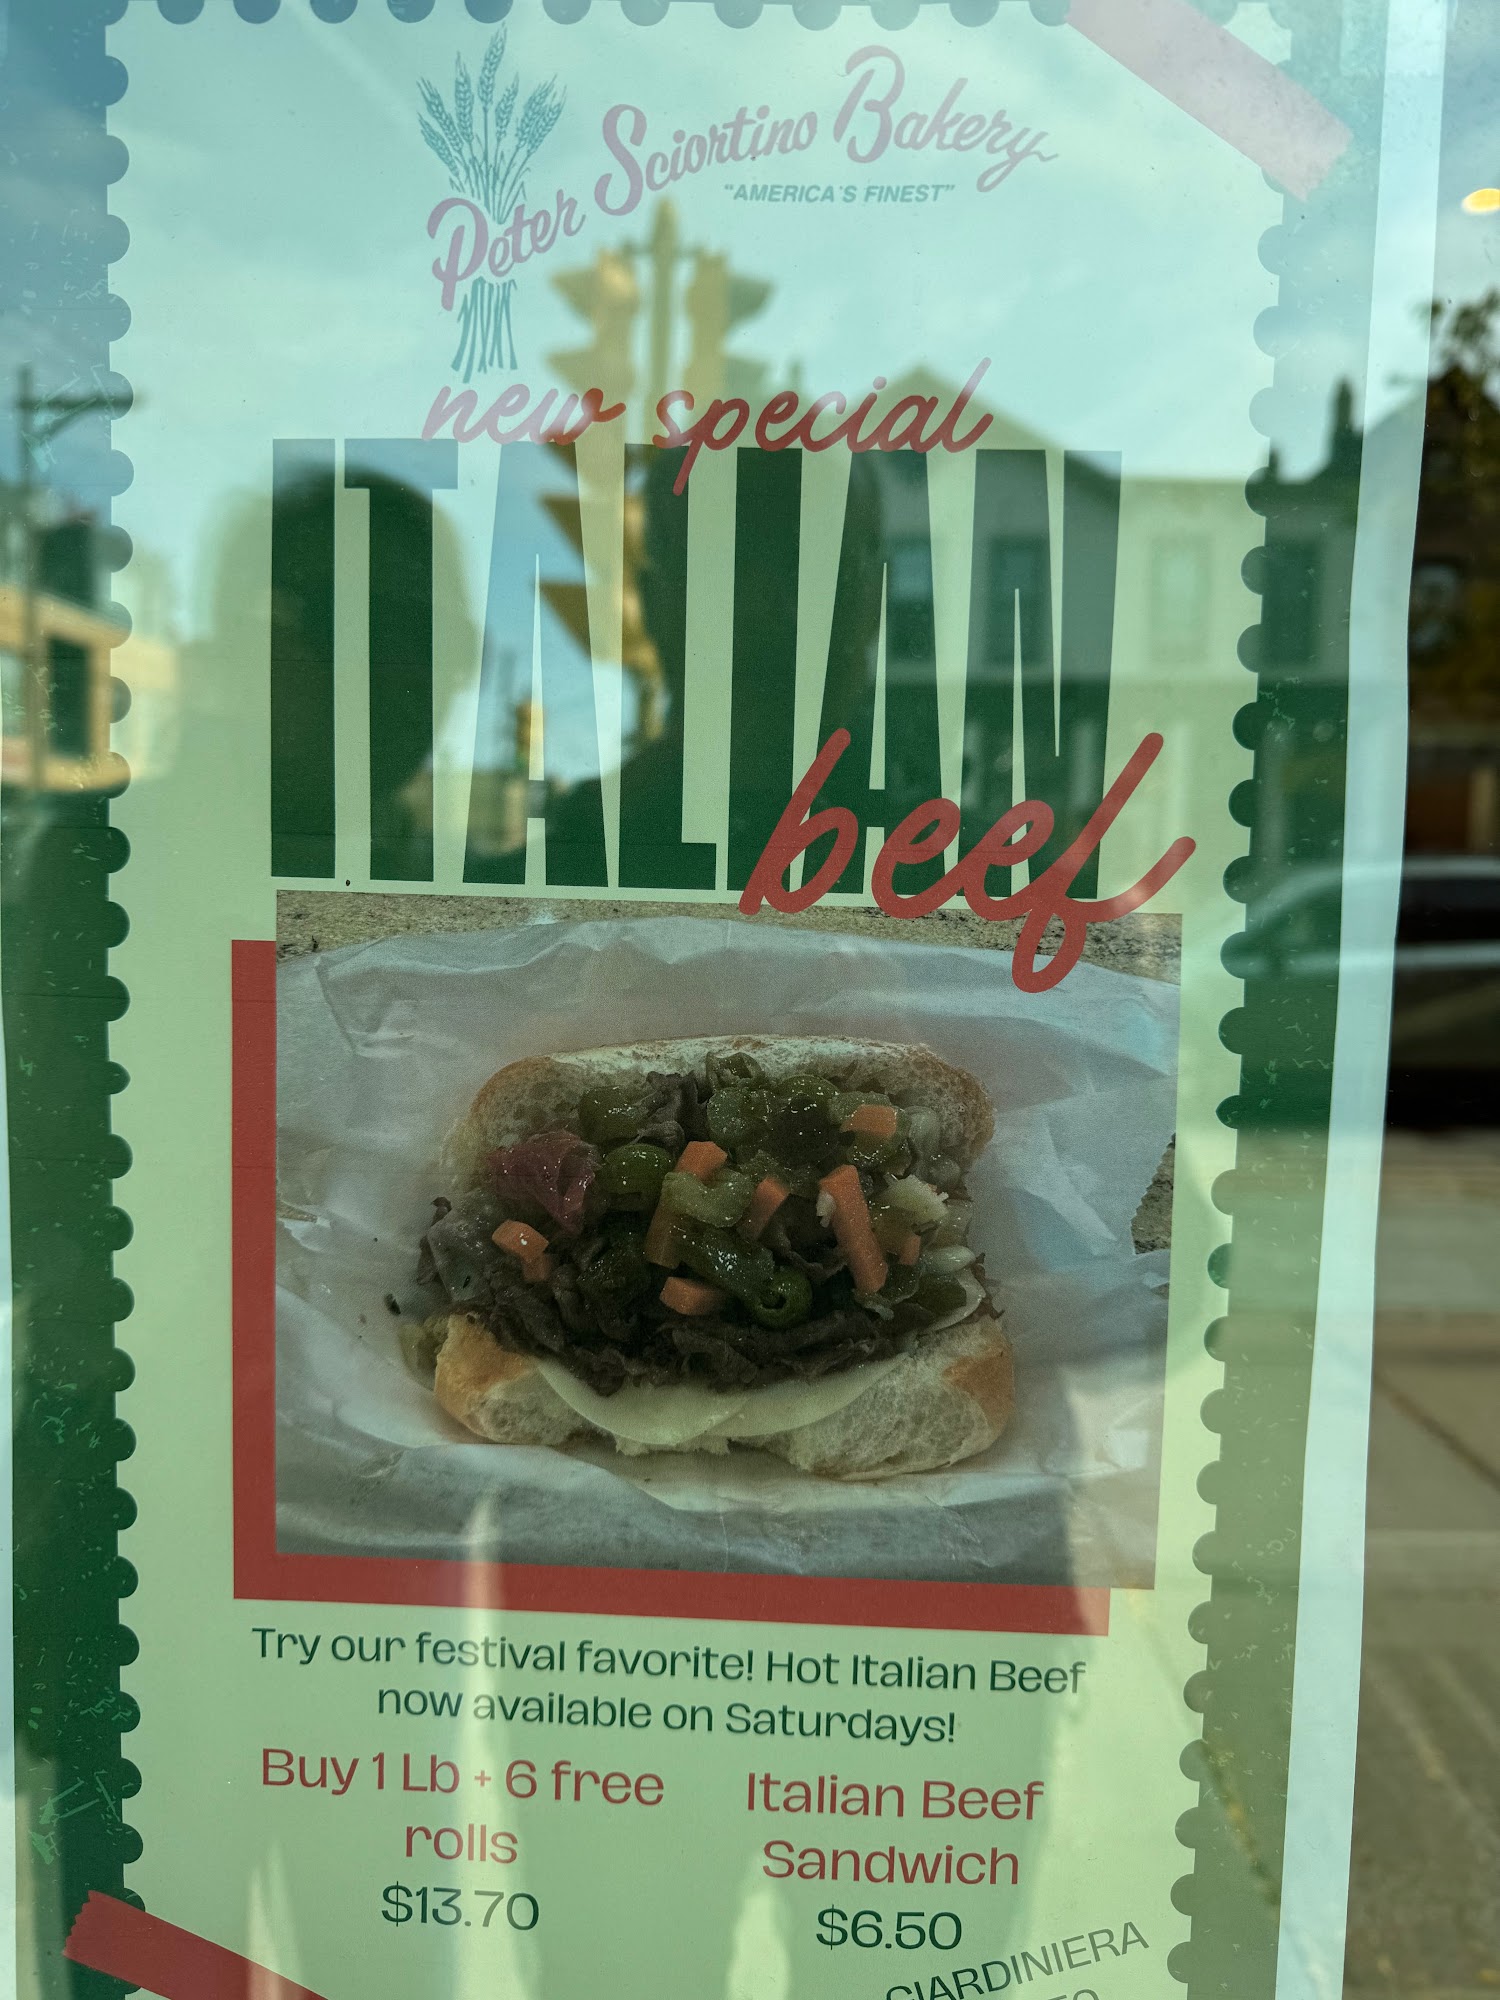 Peter Sciortino Bakery
"AMERICA'S FINEST"
new special
ITALIAN
beef
Try our festival favorite! Hot Italian Beef
now available on Saturdays!
Buy 1 Lb + 6 free
rolls
$13.70
Italian Beef
Sandwich
$6.50
GIARDINIERA